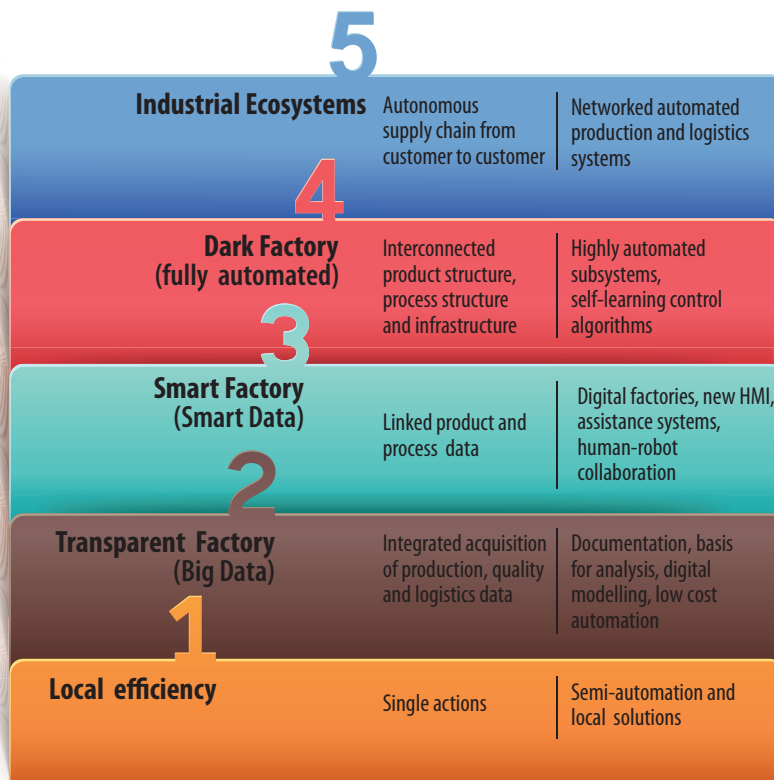 5
Industrial Ecosystems
Autonomous
supply chain from
customer to customer
Networked automated
production and logistics
systems
4
Dark Factory
(fully automated)
Interconnected
product structure,
process structure
and infrastructure
Highly automated
subsystems,
self-learning control
algorithms
3
Smart Factory
(Smart Data)
Linked product and
process data
Digital factories, new HMI,
assistance systems,
human-robot
collaboration
2
Transparent Factory
(Big Data)
Integrated acquisition
of production, quality
and logistics data
Documentation, basis
for analysis, digital
modelling, low cost
automation
1
Local efficiency
Single actions
Semi-automation and
local solutions